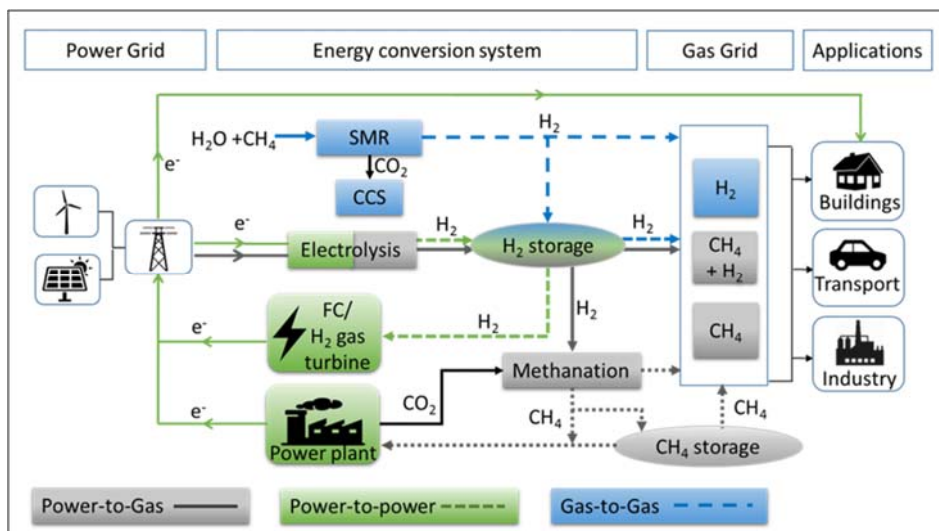 Power Grid
Energy conversion system
Gas Grid
Applications
H₂O +CH₄
SMR
H₂
CO₂
CCS
e⁻
H₂
Buildings
e⁻
Electrolysis
H₂
H₂ storage
H₂
CH₄
+ H₂
Transport
FC/
H₂ gas
turbine
e⁻
H₂
H₂
CH₄
Methanation
Industry
e⁻
Power plant
CO₂
CH₄
CH₄
CH₄ storage
Power-to-Gas
Power-to-power
Gas-to-Gas